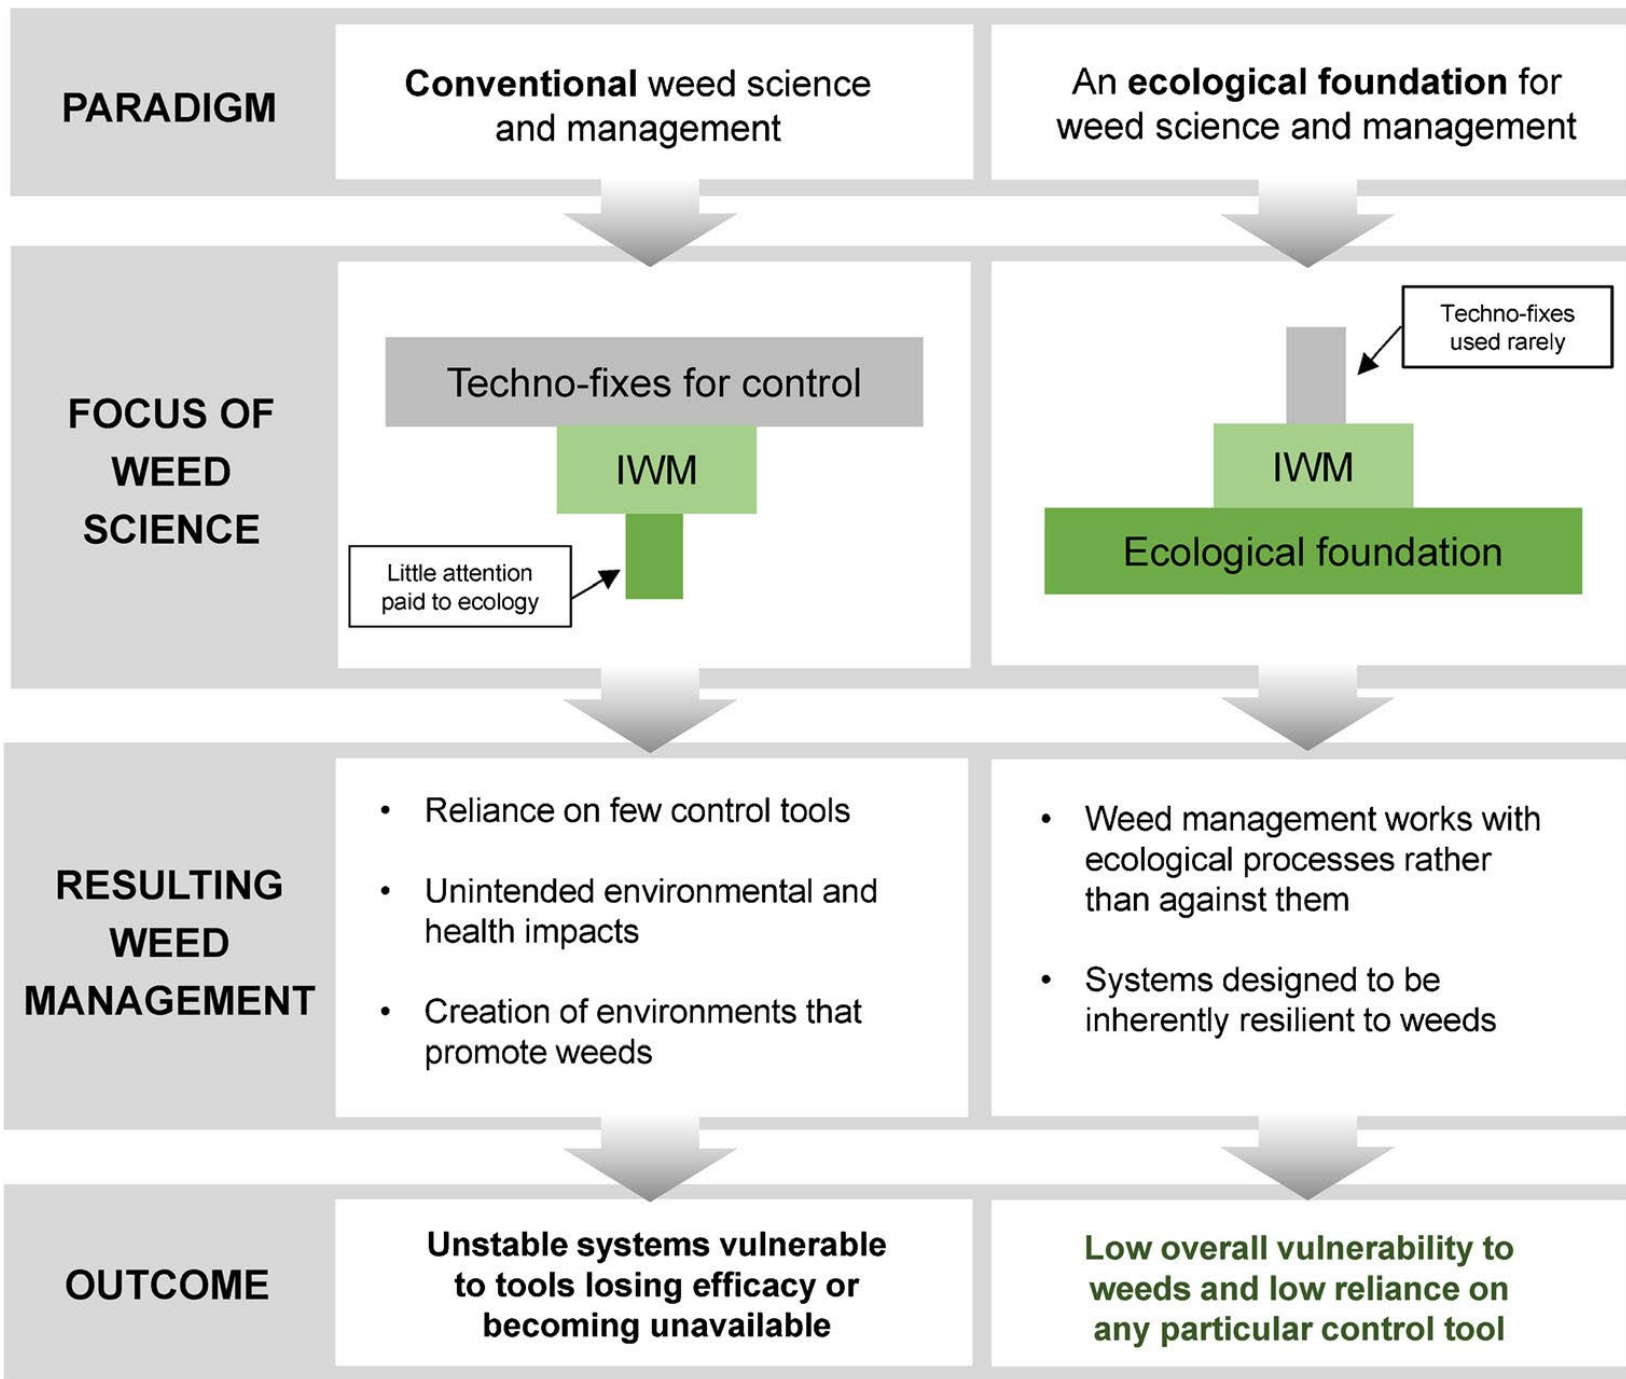 PARADIGM
Conventional weed science
and management
An ecological foundation for
weed science and management
FOCUS OF
WEED
SCIENCE
Techno-fixes for control
IWM
Little attention
paid to ecology
Techno-fixes
used rarely
IWM
Ecological foundation
RESULTING
WEED
MANAGEMENT
• Reliance on few control tools
• Unintended environmental and
health impacts
• Creation of environments that
promote weeds
• Weed management works with
ecological processes rather
than against them
• Systems designed to be
inherently resilient to weeds
OUTCOME
Unstable systems vulnerable
to tools losing efficacy or
becoming unavailable
Low overall vulnerability to
weeds and low reliance on
any particular control tool